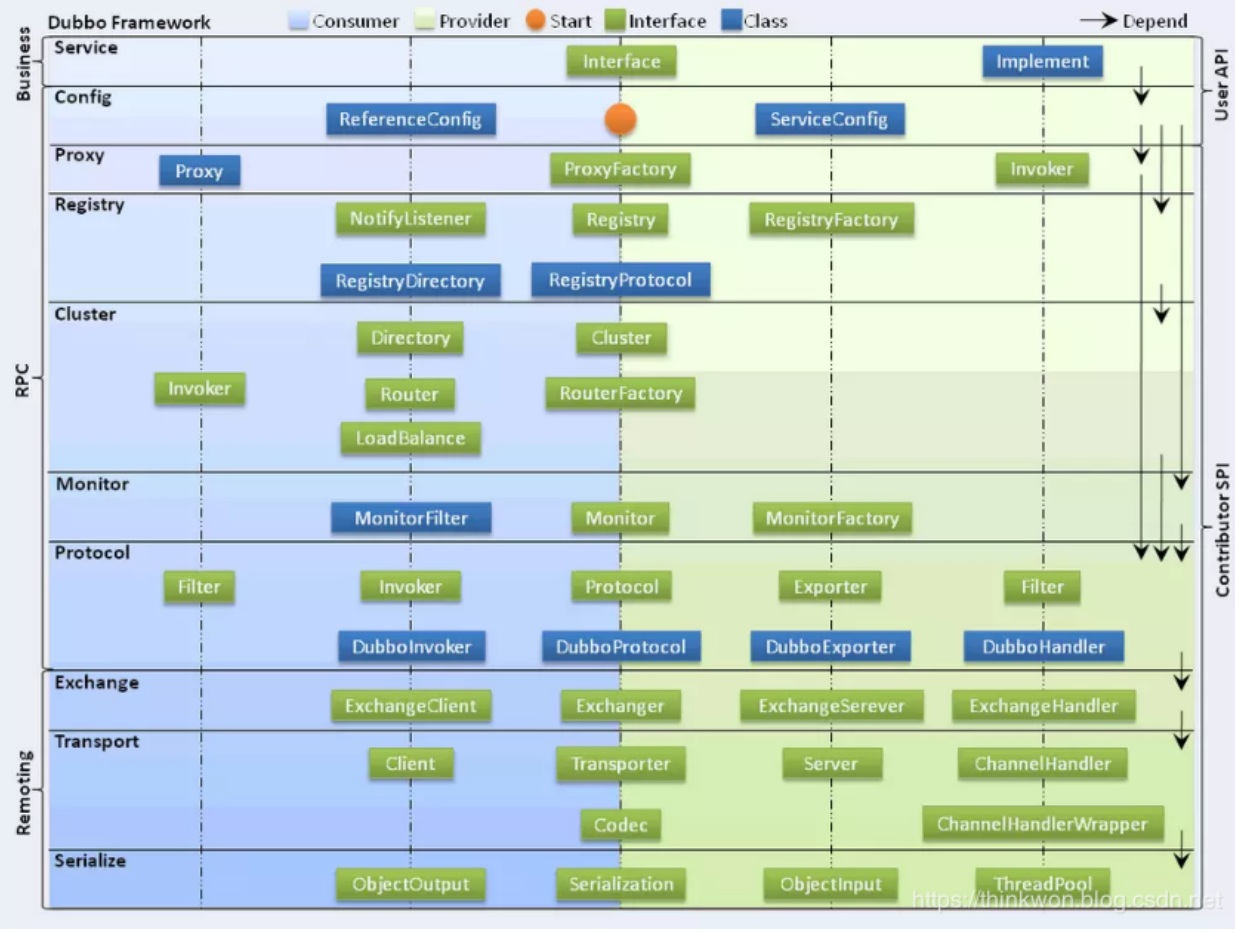 Dubbo Framework
Consumer
Provider
Start
Interface
Class
Depend
Business
RPC
Remoting
User API
Contributor SPI
Service
Interface
Implement
Config
ReferenceConfig
ServiceConfig
Proxy
Proxy
ProxyFactory
Invoker
Registry
NotifyListener
Registry
RegistryFactory
RegistryDirectory
RegistryProtocol
Cluster
Directory
Cluster
Invoker
Router
RouterFactory
LoadBalance
Monitor
MonitorFilter
Monitor
MonitorFactory
Protocol
Filter
Invoker
Protocol
Exporter
Filter
DubboInvoker
DubboProtocol
DubboExporter
DubboHandler
Exchange
ExchangeClient
Exchanger
ExchangeSerever
ExchangeHandler
Transport
Client
Transporter
Server
ChannelHandler
Codec
ChannelHandlerWrapper
Serialize
ObjectOutput
Serialization
ObjectInput
ThreadPool
https://thinkwon.blog.csdn.net